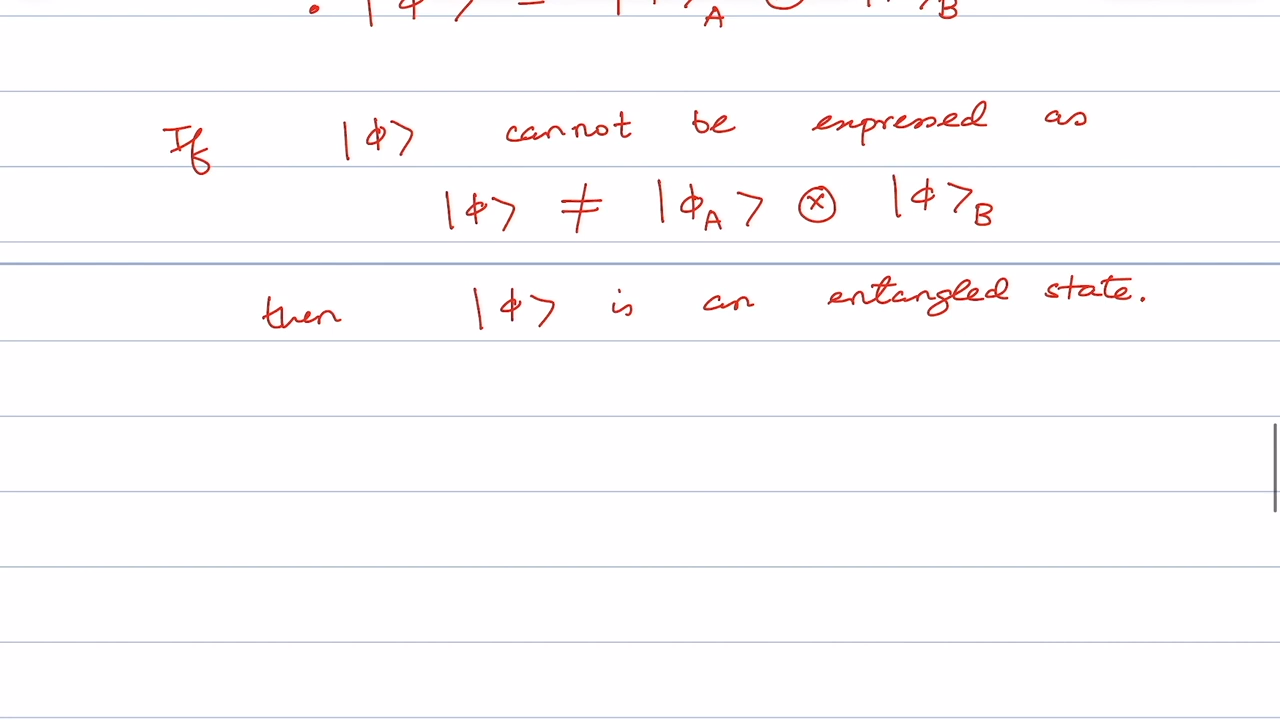 If |ϕ> cannot be expressed as
|ϕ> ≠ |ϕ_A> ⊗ |ϕ>_B
then |ϕ> is an entangled state.